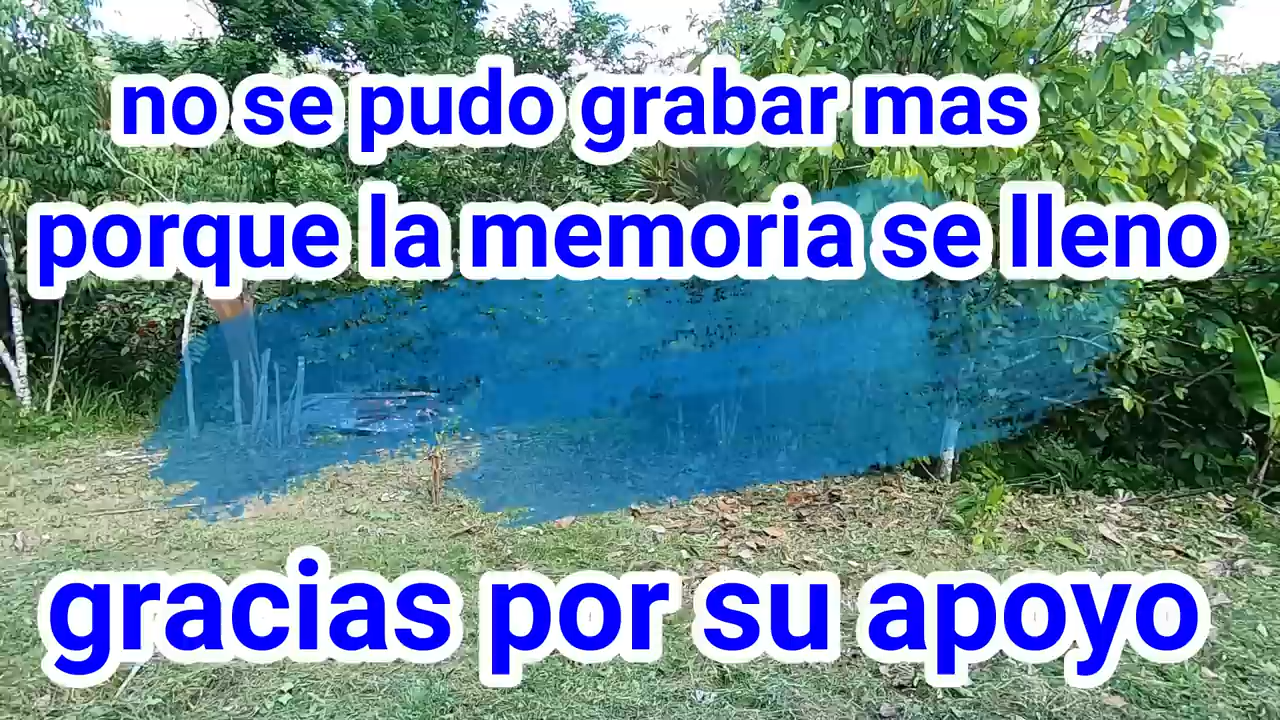 no se pudo grabar mas
porque la memoria se lleno
gracias por su apoyo